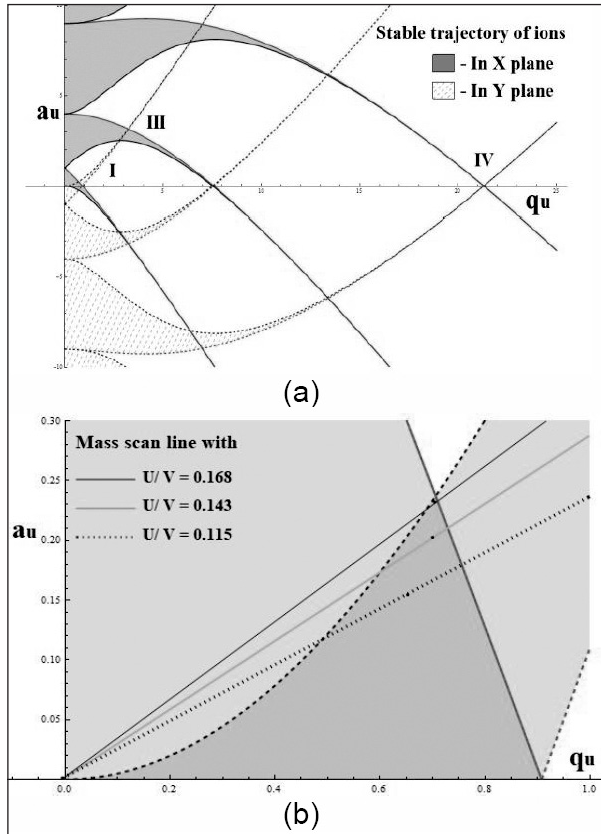 10
Stable trajectory of ions
- In X plane
- In Y plane
5
au
III
I
IV
5
10
15
20
25
qu
-5
-10
(a)
0.30
Mass scan line with
U/ V = 0.168
0.25
U/ V = 0.143
au
U/ V = 0.115
0.20
0.15
0.10
0.05
qu
0.0
0.2
0.4
0.6
0.8
1.0
(b)